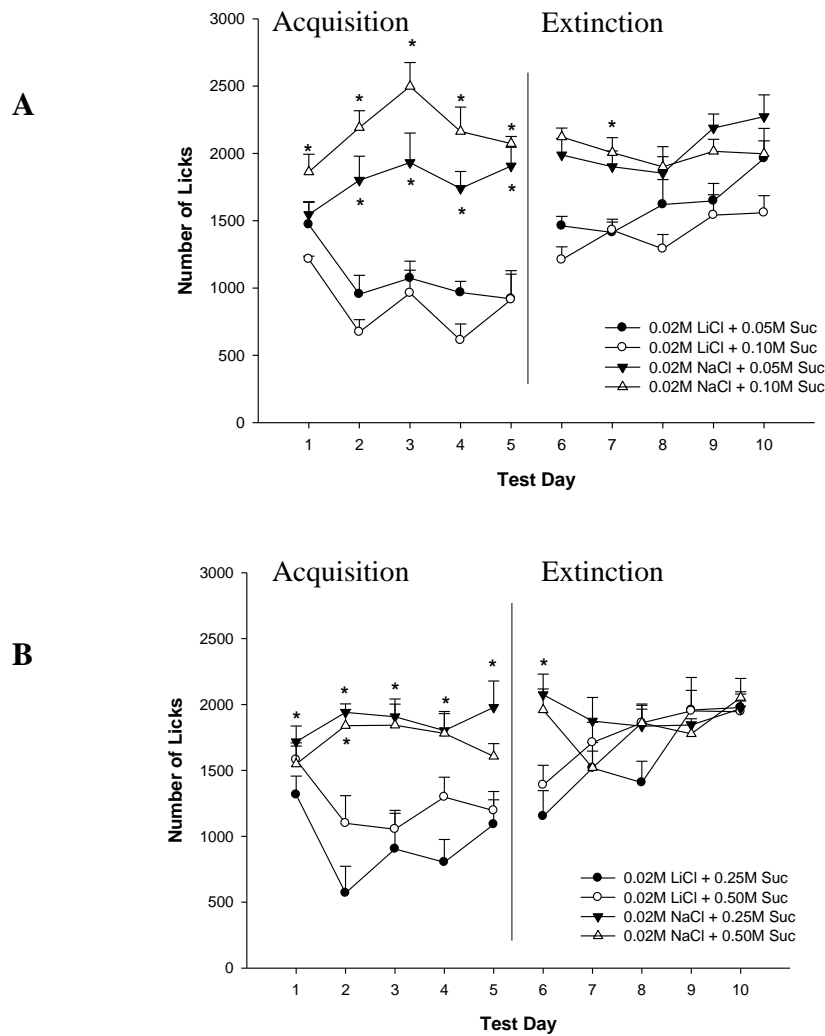 A
Acquisition
Extinction
Number of Licks
3000
2500
2000
1500
1000
500
0
* * * * *
* * * *
*
0.02M LiCl + 0.05M Suc
0.02M LiCl + 0.10M Suc
0.02M NaCl + 0.05M Suc
0.02M NaCl + 0.10M Suc
1 2 3 4 5 6 7 8 9 10
Test Day
B
Acquisition
Extinction
Number of Licks
3000
2500
2000
1500
1000
500
0
* * * * *
*
*
0.02M LiCl + 0.25M Suc
0.02M LiCl + 0.50M Suc
0.02M NaCl + 0.25M Suc
0.02M NaCl + 0.50M Suc
1 2 3 4 5 6 7 8 9 10
Test Day